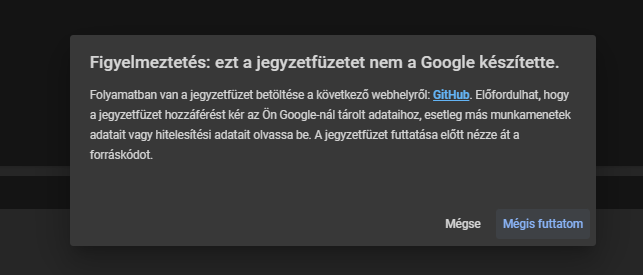 Figyelmeztetés: ezt a jegyzetfüzetet nem a Google készítette.
Folyamatban van a jegyzetfüzet betöltése a következő webhelyről: GitHub. Előfordulhat, hogy
a jegyzetfüzet hozzáférést kér az Ön Google-nál tárolt adataihoz, esetleg más munkamenetek
adatait vagy hitelesítési adatait olvassa be. A jegyzetfüzet futtatása előtt nézze át a
forráskódot.
Mégse
Mégis futtatom